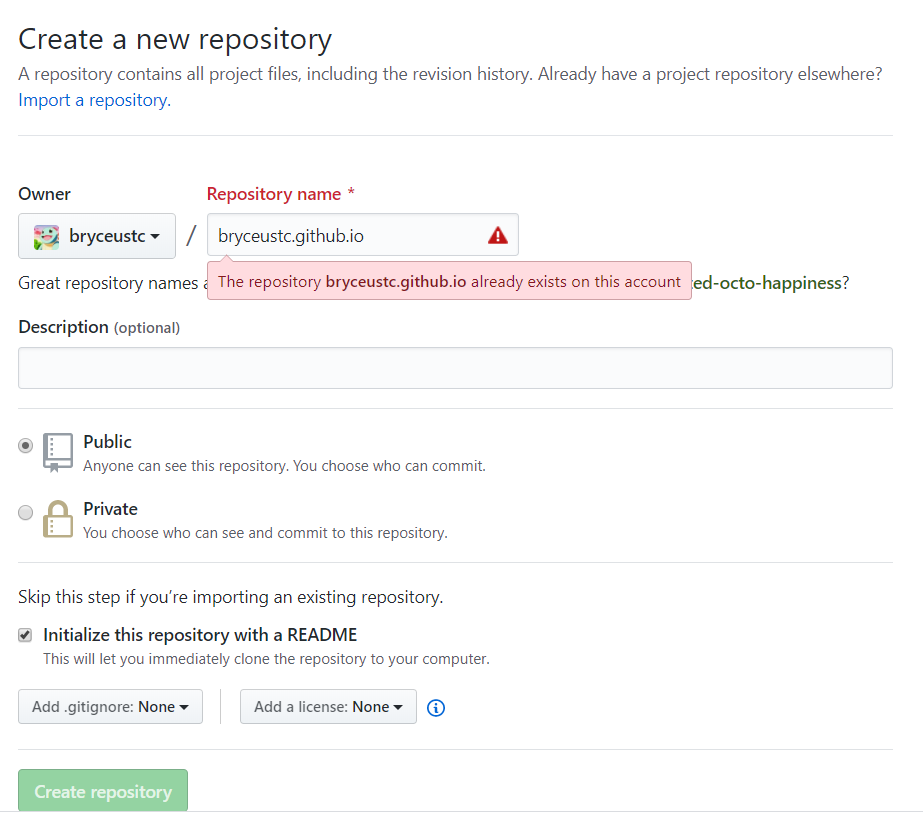 Create a new repository
A repository contains all project files, including the revision history. Already have a project repository elsewhere?
Import a repository.
Owner
Repository name *
bryceustc
/
bryceustc.github.io
Great repository names
The repository bryceustc.github.io already exists on this account
ed-octo-happiness?
Description (optional)
Public
Anyone can see this repository. You choose who can commit.
Private
You choose who can see and commit to this repository.
Skip this step if you’re importing an existing repository.
Initialize this repository with a README
This will let you immediately clone the repository to your computer.
Add .gitignore: None
Add a license: None
Create repository